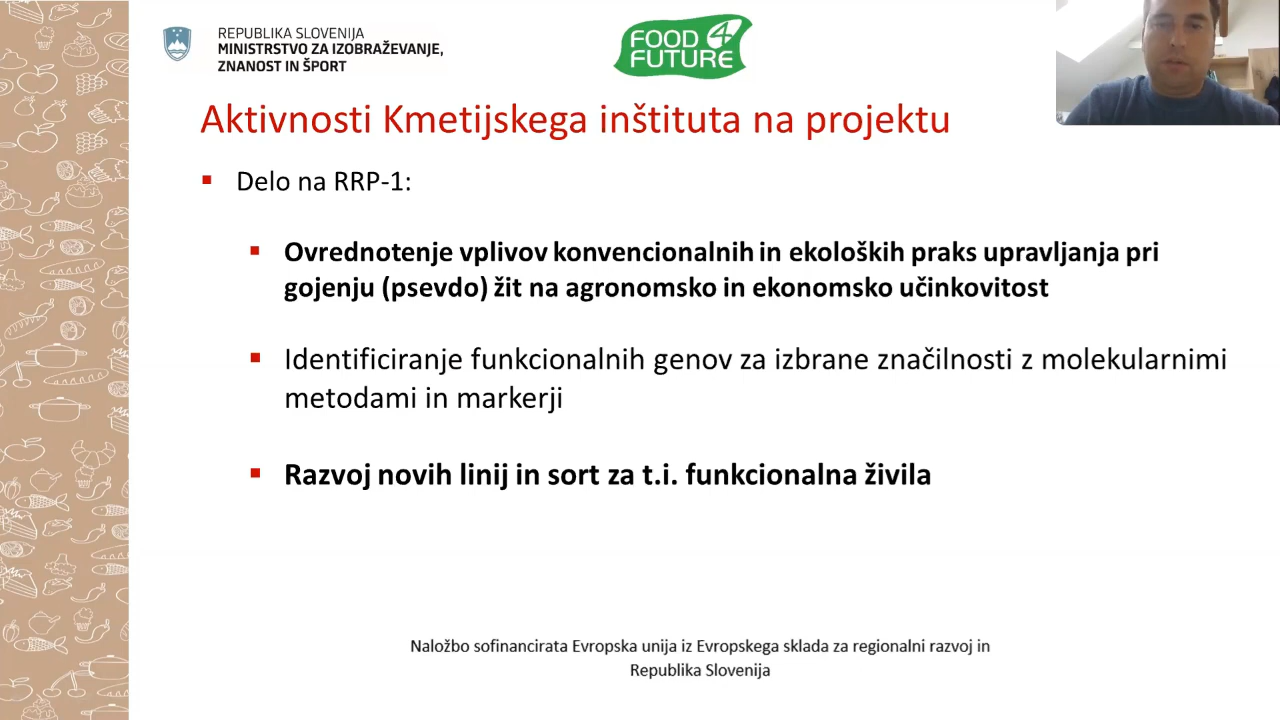 REPUBLIKA SLOVENIJA
MINISTRSTVO ZA IZOBRAŽEVANJE,
ZNANOST IN ŠPORT
FOOD 4
FUTURE
Aktivnosti Kmetijskega inštituta na projektu
Delo na RRP-1:
Ovrednotenje vplivov konvencionalnih in ekoloških praks upravljanja pri
gojenju (psevdo) žit na agronomsko in ekonomsko učinkovitost
Identificiranje funkcionalnih genov za izbrane značilnosti z molekularnimi
metodami in markerji
Razvoj novih linij in sort za t.i. funkcionalna živila
Naložbo sofinancirata Evropska unija iz Evropskega sklada za regionalni razvoj in
Republika Slovenija